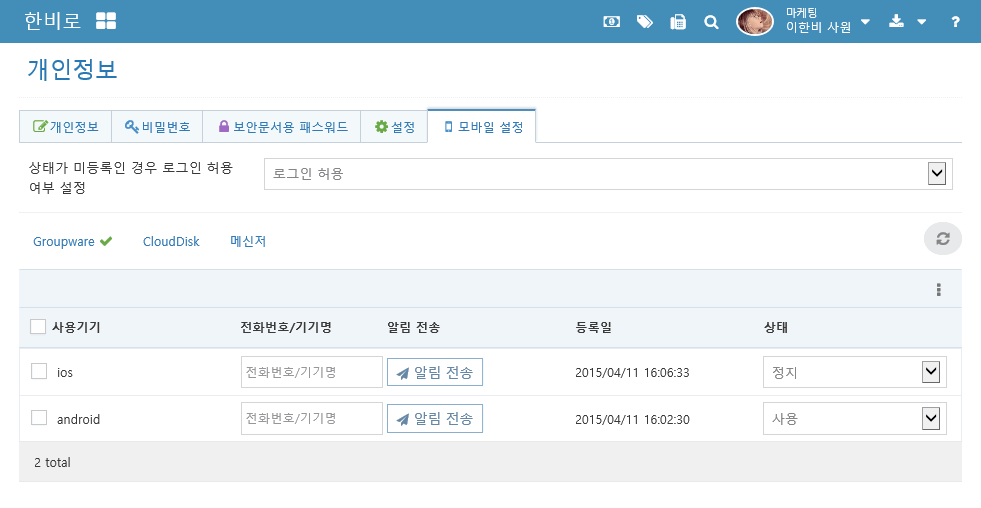 한비로
마케팅
이한비 사원
?
개인정보
개인정보 비밀번호 보안문서용 패스워드 설정 모바일 설정
상태가 미등록인 경우 로그인 허용
여부 설정
로그인 허용
Groupware CloudDisk 메신저
사용기기 전화번호/기기명 알림 전송 등록일 상태
ios 전화번호/기기명 알림 전송 2015/04/11 16:06:33 정지
android 전화번호/기기명 알림 전송 2015/04/11 16:02:30 사용
2 total